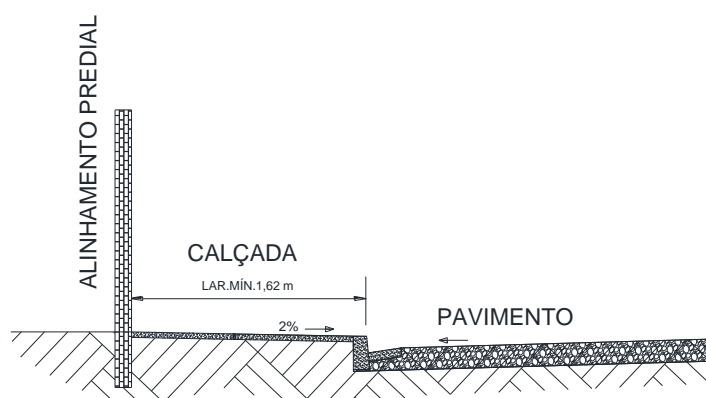 ALINHAMENTO PREDIAL
CALÇADA
LAR.MÍN.1,62 m
2%
PAVIMENTO